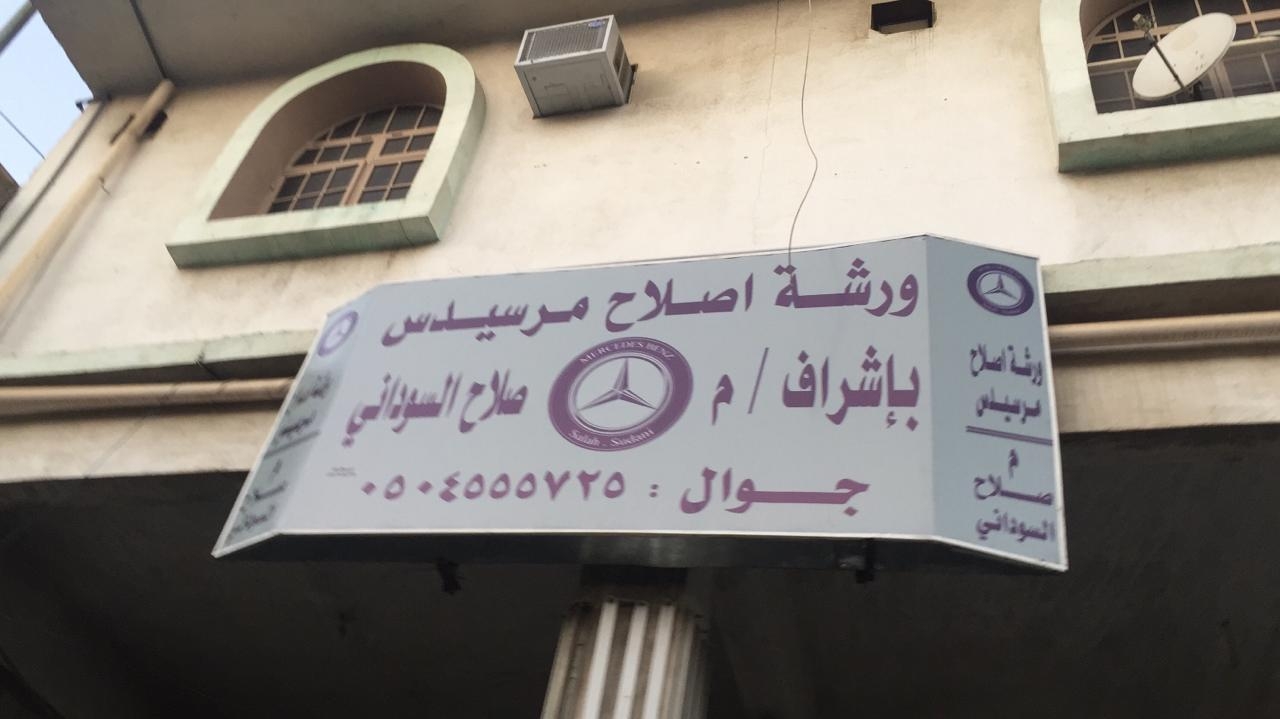 ورشة اصلاح مرسيدس
بإشراف / م صلاح السوداني
MERCEDES BENZ
Salah - Sudani
جوال : ٠٥٠٤٥٥٥٧٢٥
ورشة اصلاح
مرسيدس
م
صلاح
السوداني